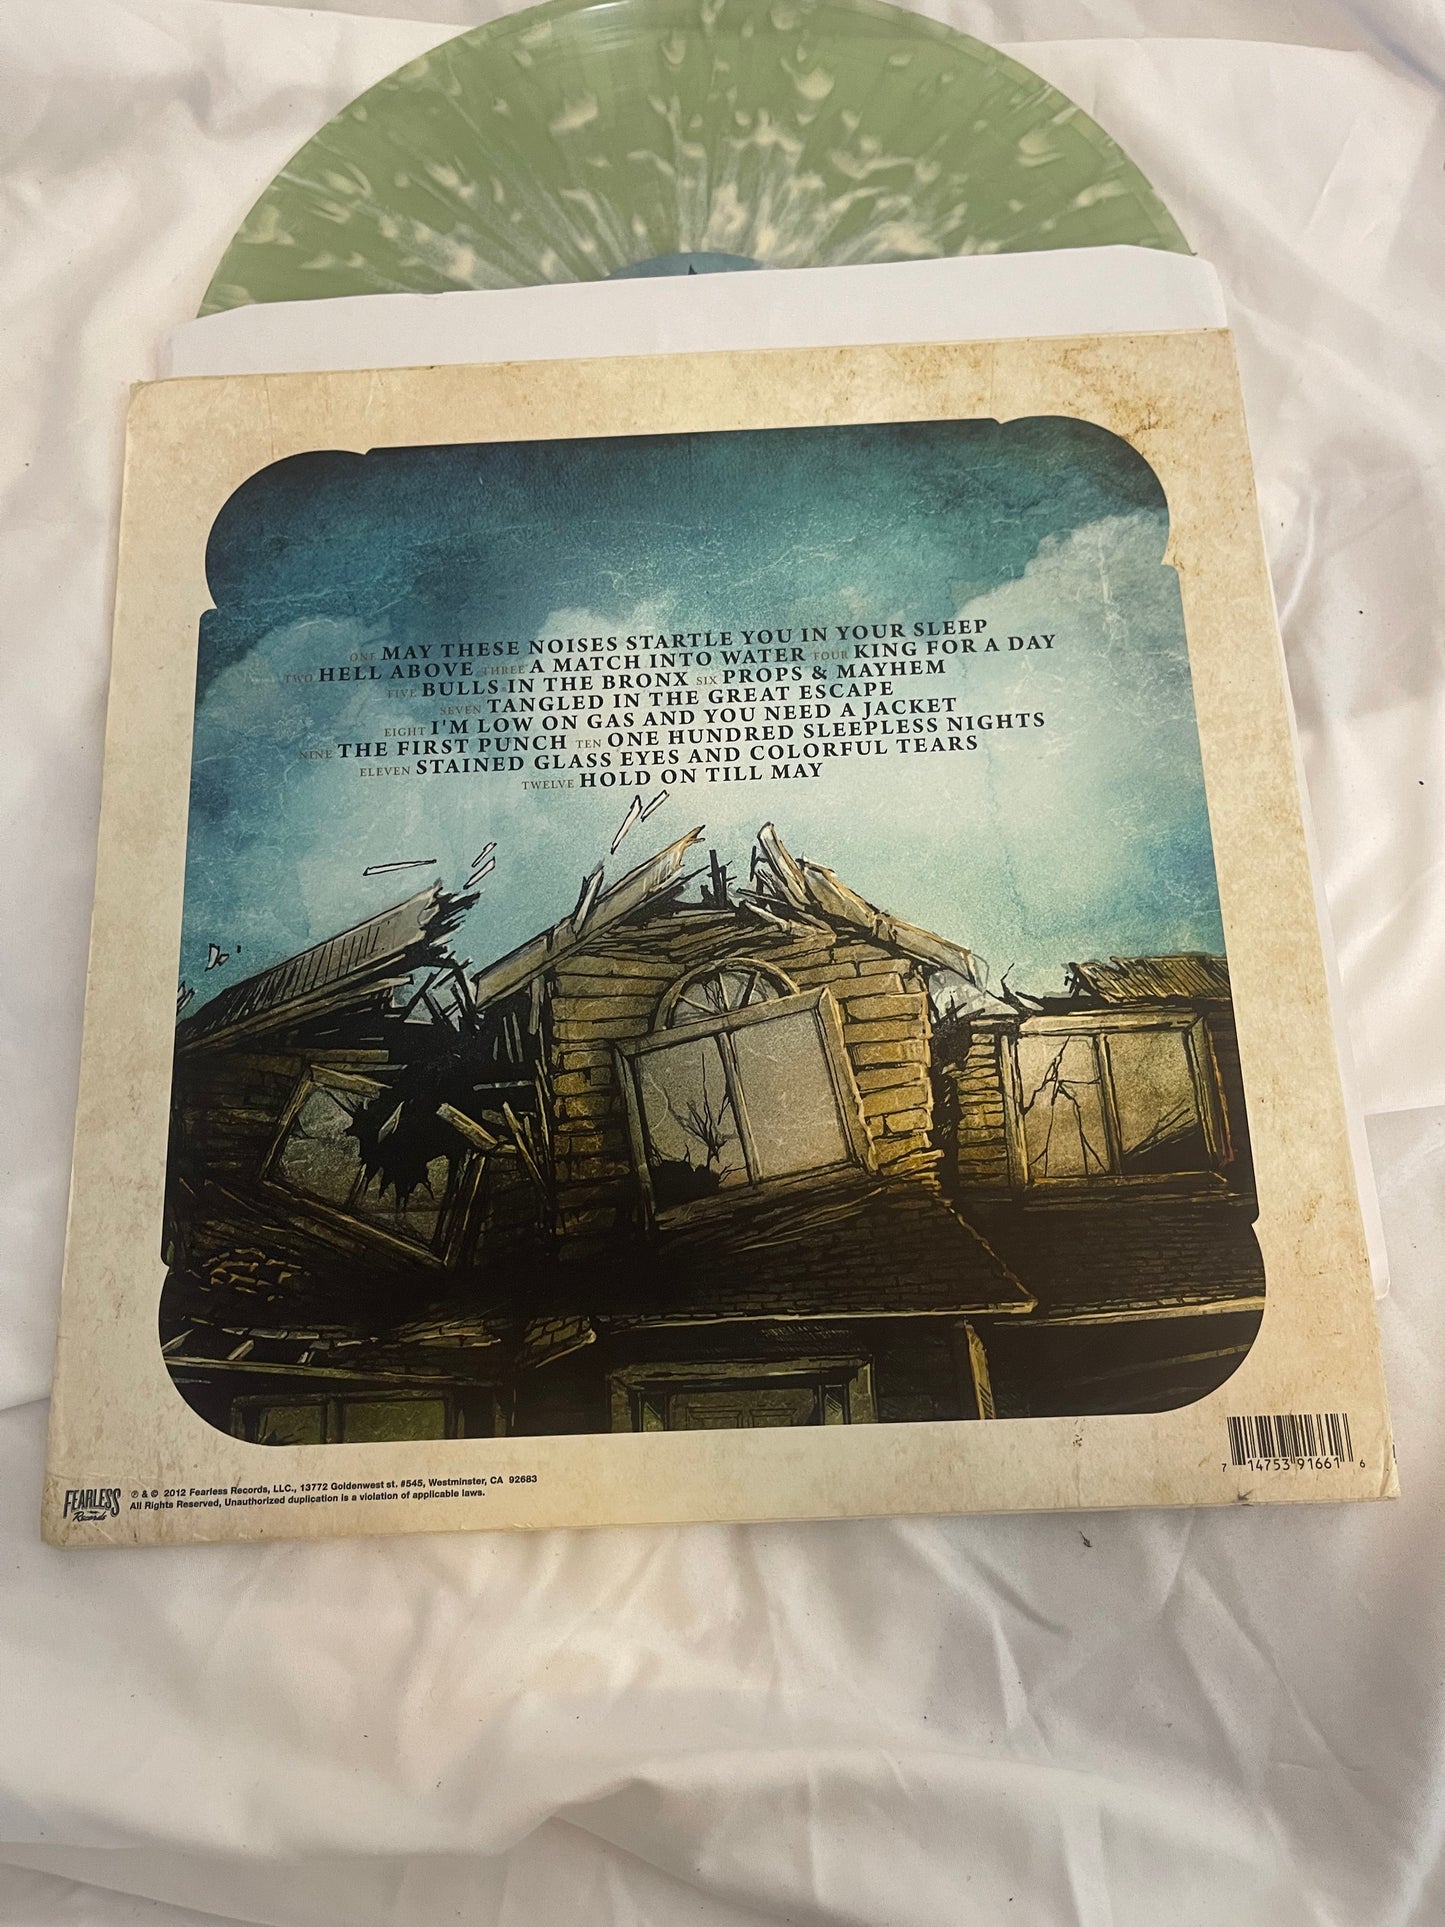 ONE MAY THESE NOISES STARTLE YOU IN YOUR SLEEP
TWO HELL ABOVE THREE A MATCH INTO WATER FOUR KING FOR A DAY
FIVE BULLS IN THE BRONX SIX PROPS & MAYHEM
SEVEN TANGLED IN THE GREAT ESCAPE
EIGHT I'M LOW ON GAS AND YOU NEED A JACKET
NINE THE FIRST PUNCH TEN ONE HUNDRED SLEEPLESS NIGHTS
ELEVEN STAINED GLASS EYES AND COLORFUL TEARS
TWELVE HOLD ON TILL MAY
FEARLESS
Records
℗ & © 2012 Fearless Records, LLC., 13772 Goldenwest st. #545, Westminster, CA 92683
All Rights Reserved, Unauthorized duplication is a violation of applicable laws.
7 14753 91661 6